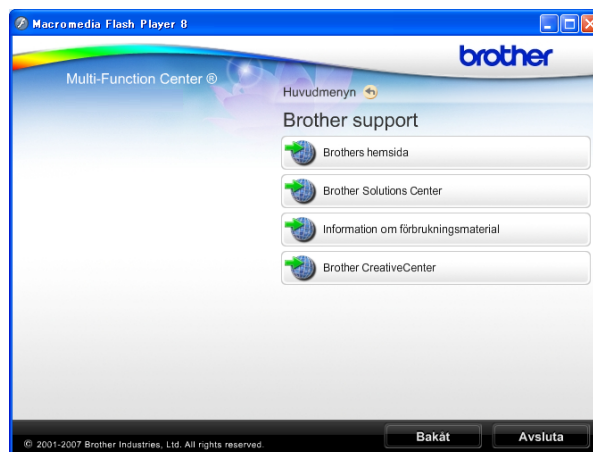 Macromedia Flash Player 8
brother
Multi-Function Center ®
Huvudmenyn
Brother support
Brothers hemsida
Brother Solutions Center
Information om förbrukningsmaterial
Brother CreativeCenter
© 2001-2007 Brother Industries, Ltd. All rights reserved.
Bakåt
Avsluta